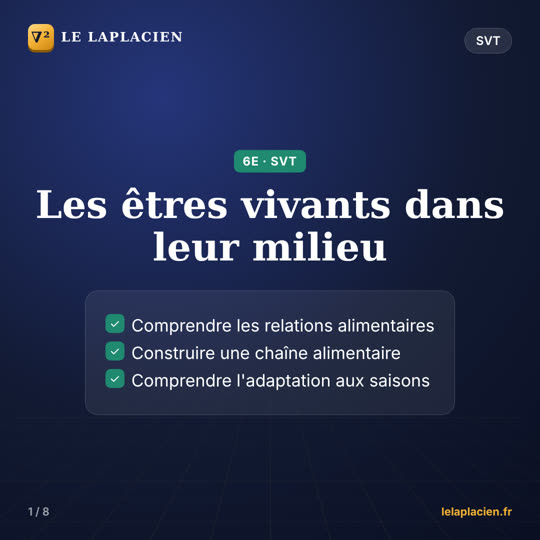 ∇² LE LAPLACIEN
SVT
6E · SVT
Les êtres vivants dans
leur milieu
Comprendre les relations alimentaires
Construire une chaîne alimentaire
Comprendre l'adaptation aux saisons
1 / 8
lelaplacien.fr